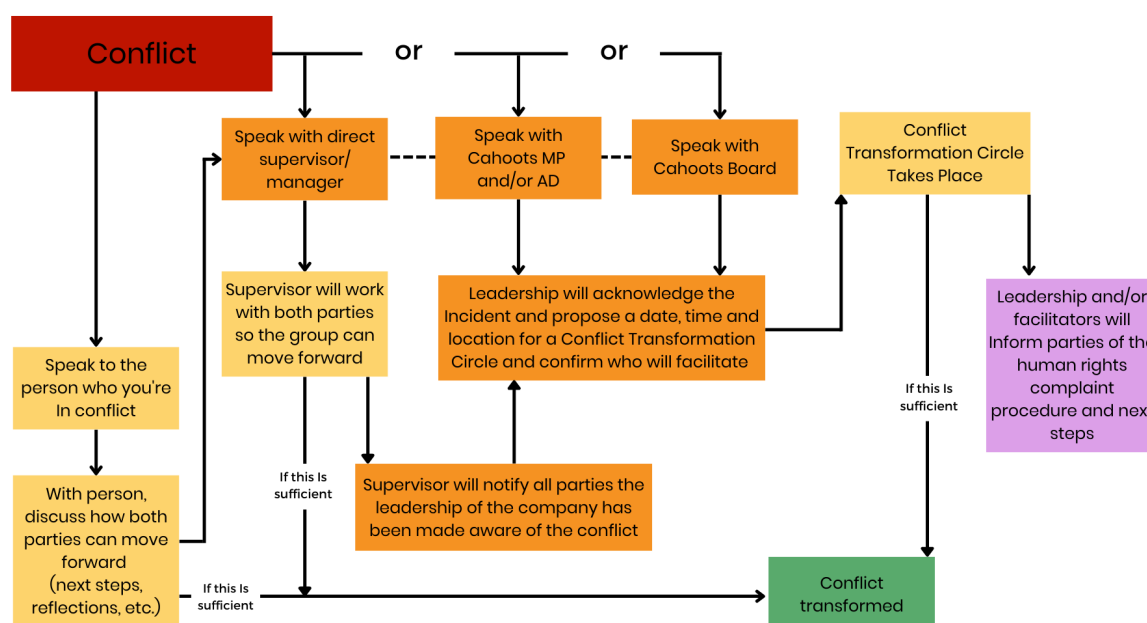 Conflict
or
or
Speak with direct
supervisor/
manager
Speak with
Cahoots MP
and/or AD
Speak with
Cahoots Board
Conflict
Transformation Circle
Takes Place
Supervisor will work
with both parties
so the group can
move forward
Leadership will acknowledge the
Incident and propose a date, time and
location for a Conflict Transformation
Circle and confirm who will facilitate
Leadership and/or
facilitators will
Inform parties of the
human rights
complaint
procedure and next
steps
Speak to the
person who you're
In conflict
If this Is
sufficient
With person,
discuss how both
parties can move
forward
(next steps,
reflections, etc.)
If this Is
sufficient
Supervisor will notify all parties the
leadership of the company has
been made aware of the conflict
If this Is
sufficient
Conflict
transformed